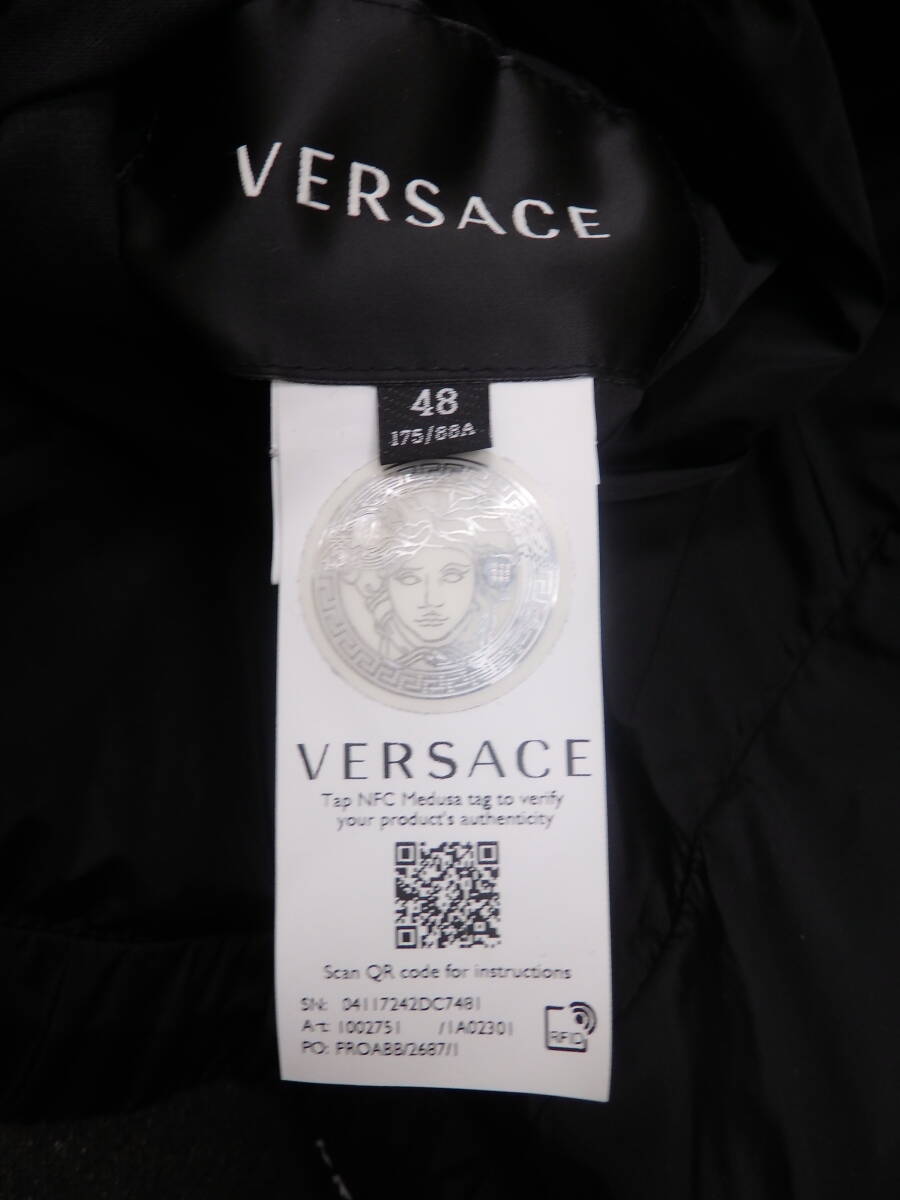 VERSACE
48
175/88A
VERSACE
Tap NFC Medusa tag to verify
your product's authenticity
Scan QR code for instructions
SN: 04117242DC7481
Art: 1002751 /1A02301
PO: PROABB/2687/1
RFID